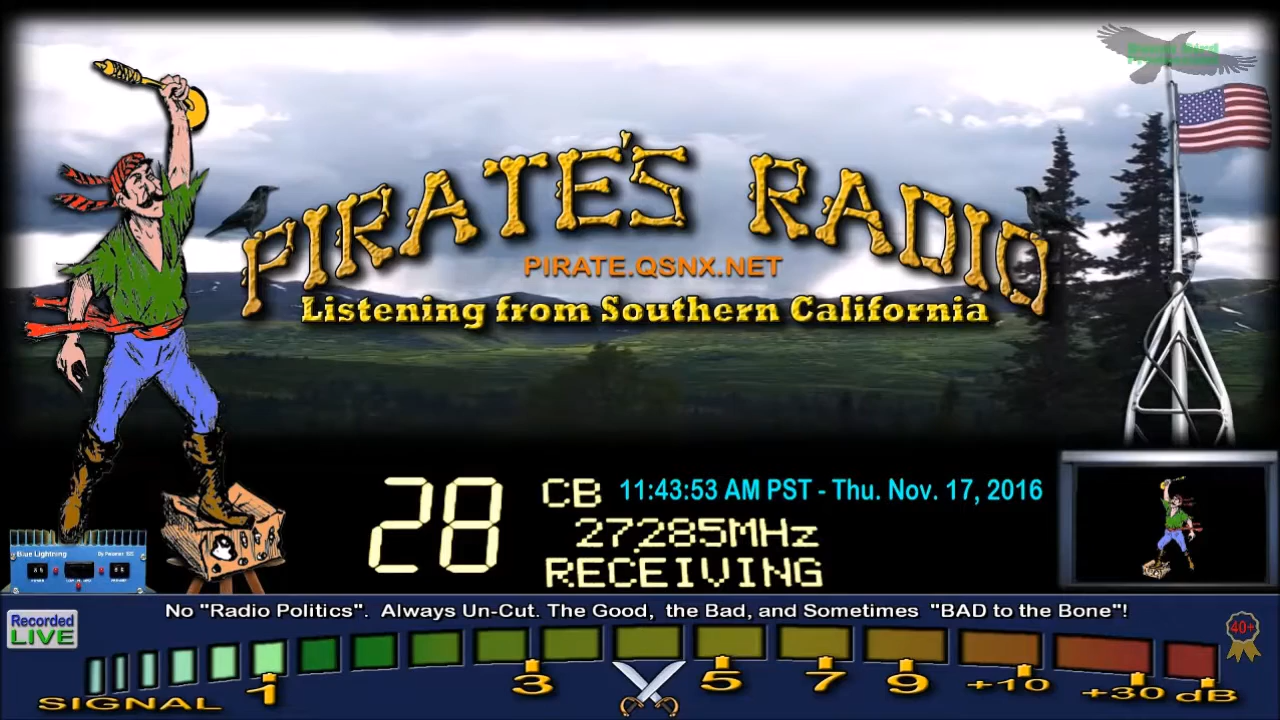 PIRATE'S RADIO
PIRATE.QSNX.NET
Listening from Southern California
28
CB
11:43:53 AM PST - Thu. Nov. 17, 2016
27.285MHz
RECEIVING
Blue Lightning
No "Radio Politics". Always Un-Cut. The Good, the Bad, and Sometimes "BAD to the Bone"!
Recorded
LIVE
40+
SIGNAL 1 3 5 7 9 +10 +30 dB